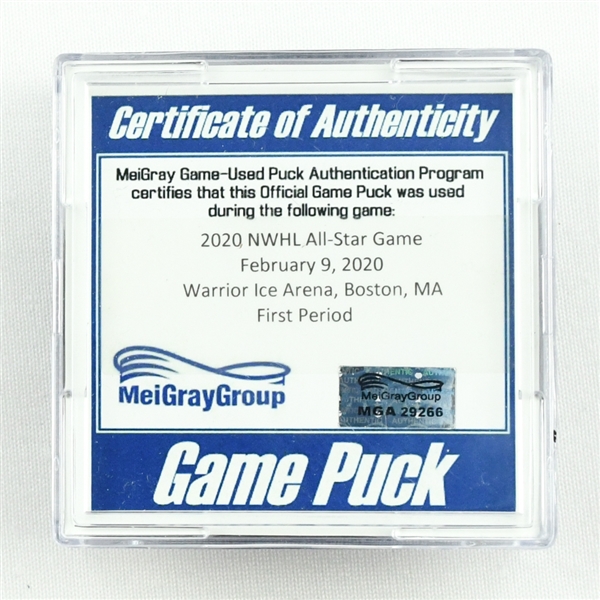 Certificate of Authenticity
MeiGray Game-Used Puck Authentication Program
certifies that this Official Game Puck was used
during the following game:
2020 NWHL All-Star Game
February 9, 2020
Warrior Ice Arena, Boston, MA
First Period
MeiGrayGroup
MeiGrayGroup
MGA 29266
Game Puck